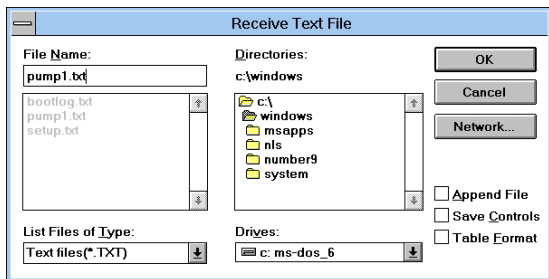 Receive Text File
File Name:
pump1.txt
bootlog.txt
pump1.txt
setup.txt
List Files of Type:
Text files(*.TXT)
Directories:
c:\windows
c:\
windows
msapps
nls
number9
system
Drives:
c: ms-dos_6
OK
Cancel
Network...
Append File
Save Controls
Table Format